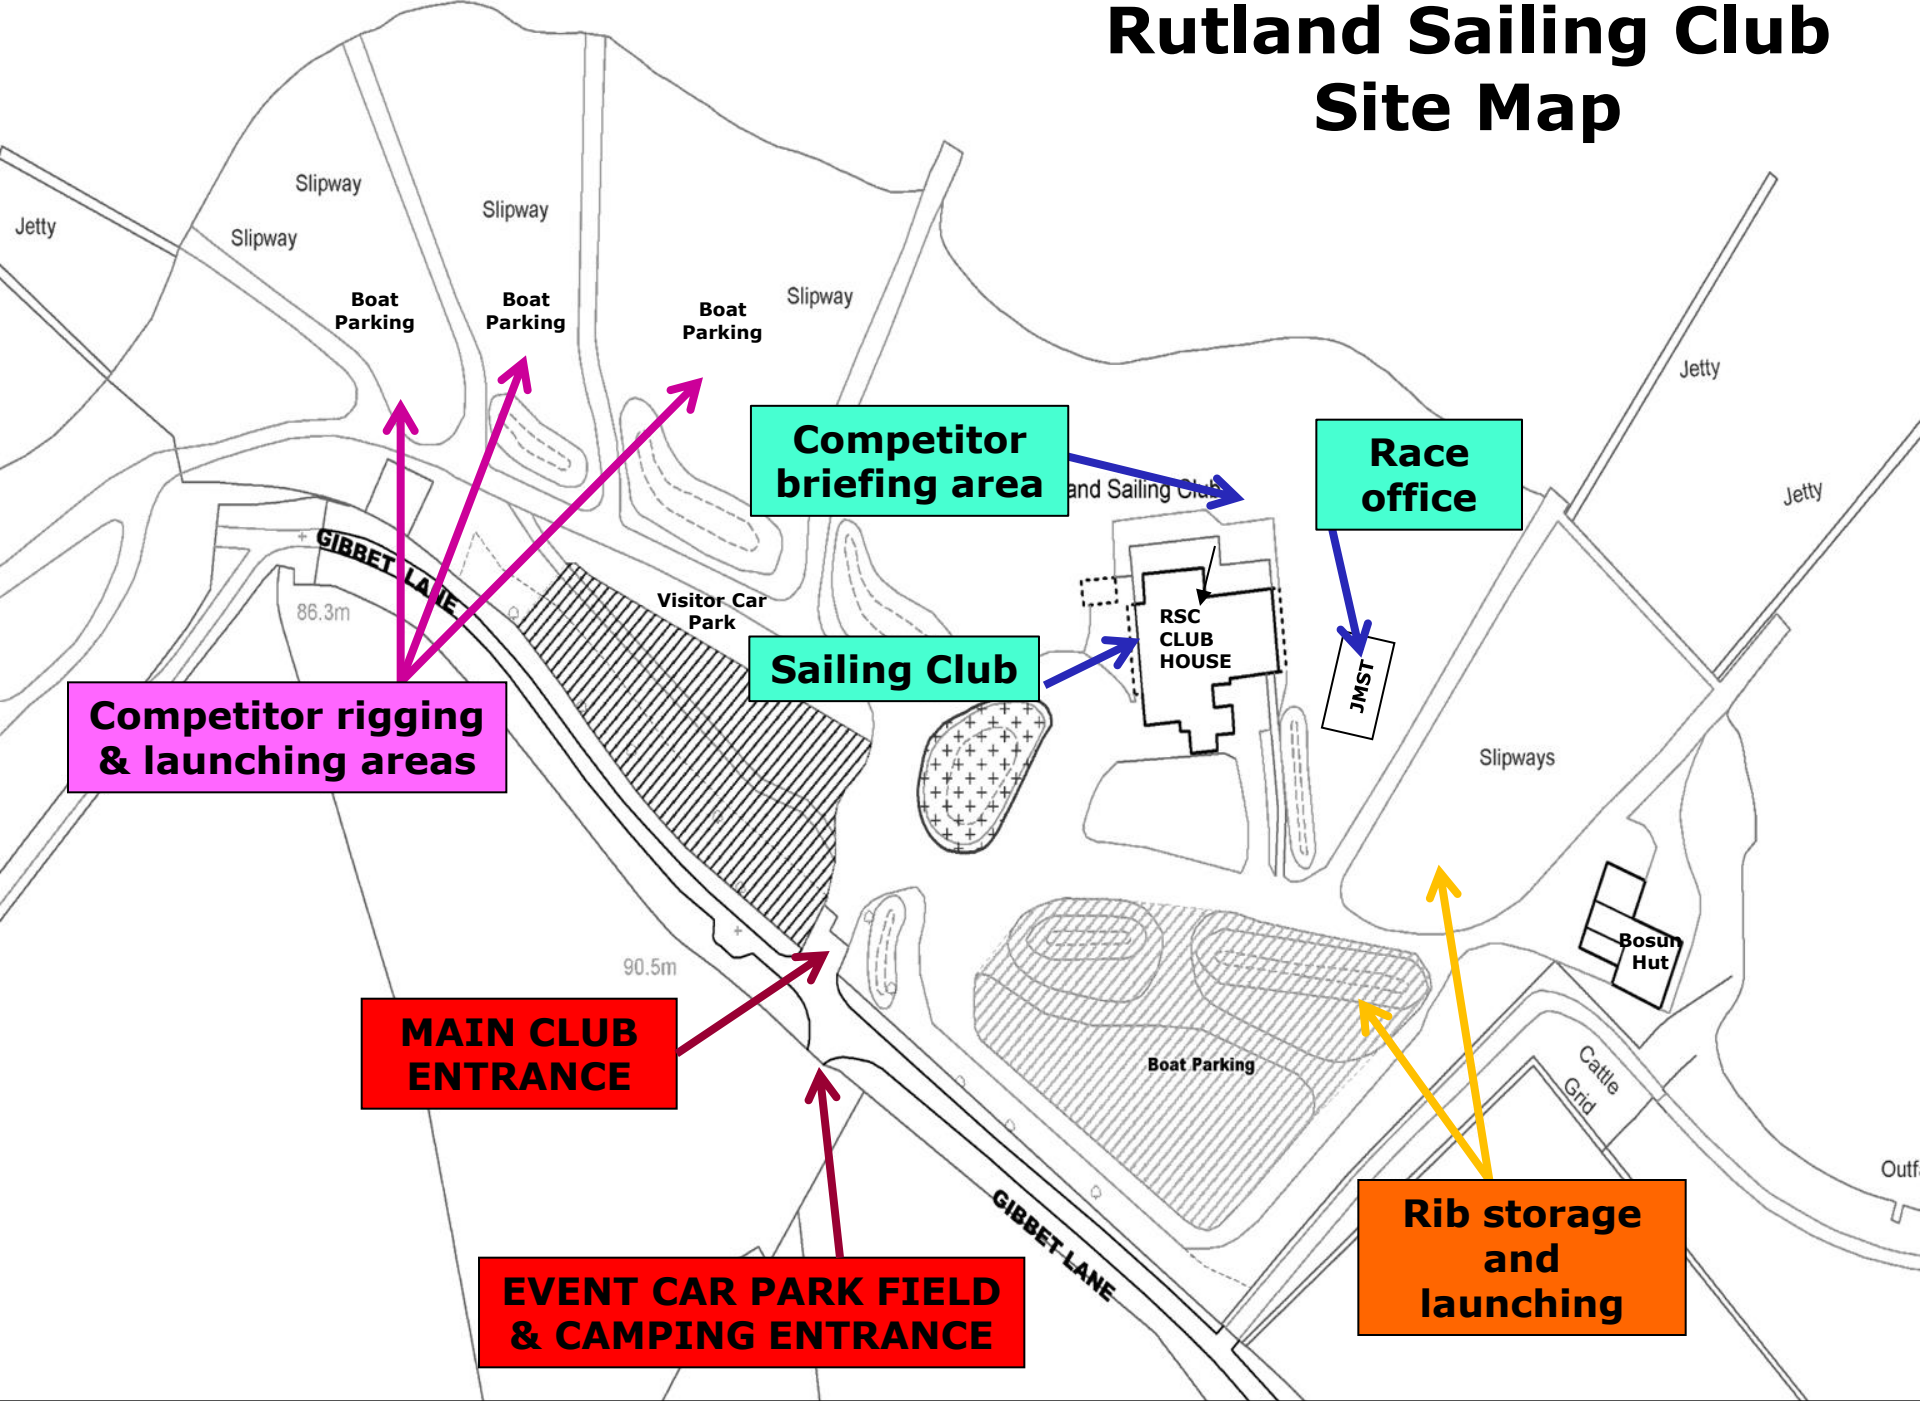 Rutland Sailing Club
Site Map
Slipway
Slipway
Slipway
Jetty
Slipway
Boat
Parking
Boat
Parking
Boat
Parking
Jetty
Jetty
Competitor
briefing area
and Sailing Club
Race
office
GIBBET LANE
86.3m
Visitor Car
Park
Sailing Club
RSC
CLUB
HOUSE
JMST
Competitor rigging
& launching areas
Slipways
Bosun
Hut
90.5m
MAIN CLUB
ENTRANCE
Boat Parking
Cattle
Grid
GIBBET LANE
Rib storage
and
launching
EVENT CAR PARK FIELD
& CAMPING ENTRANCE